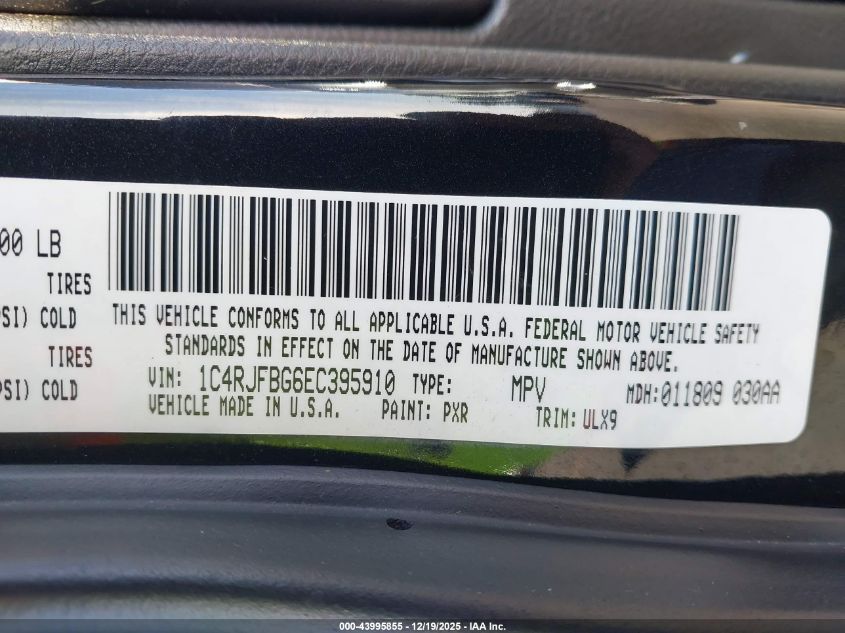 00 LB
TIRES
PSI) COLD
TIRES
PSI) COLD
THIS VEHICLE CONFORMS TO ALL APPLICABLE U.S.A. FEDERAL MOTOR VEHICLE SAFETY
STANDARDS IN EFFECT ON THE DATE OF MANUFACTURE SHOWN ABOVE.
VIN: 1C4RJFBG6EC395910 TYPE: MPV MDH:011809 030AA
VEHICLE MADE IN U.S.A. PAINT: PXR TRIM: ULX9
000-43995855 - 12/19/2025 - IAA Inc.